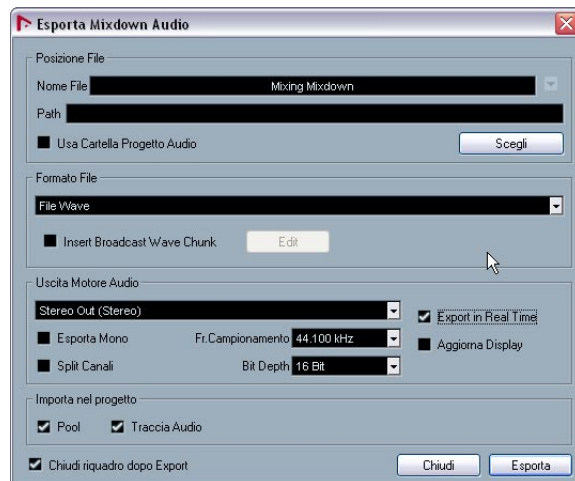 Esporta Mixdown Audio
Posizione File
Nome File Mixing Mixdown
Path
Usa Cartella Progetto Audio Scegli
Formato File
File Wave
Insert Broadcast Wave Chunk Edit
Uscita Motore Audio
Stereo Out (Stereo) Export in Real Time
Esporta Mono Fr.Campionamento 44.100 kHz Aggiorna Display
Split Canali Bit Depth 16 Bit
Importa nel progetto
Pool Traccia Audio
Chiudi riquadro dopo Export Chiudi Esporta